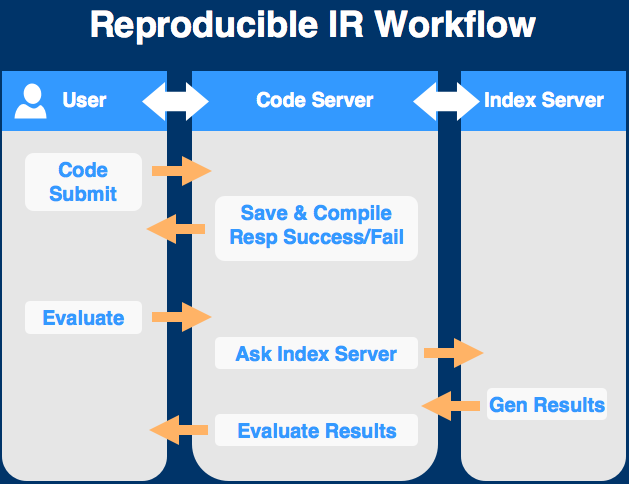 Reproducible IR Workflow
User
Code Server
Index Server
Code
Submit
Save & Compile
Resp Success/Fail
Evaluate
Ask Index Server
Gen Results
Evaluate Results